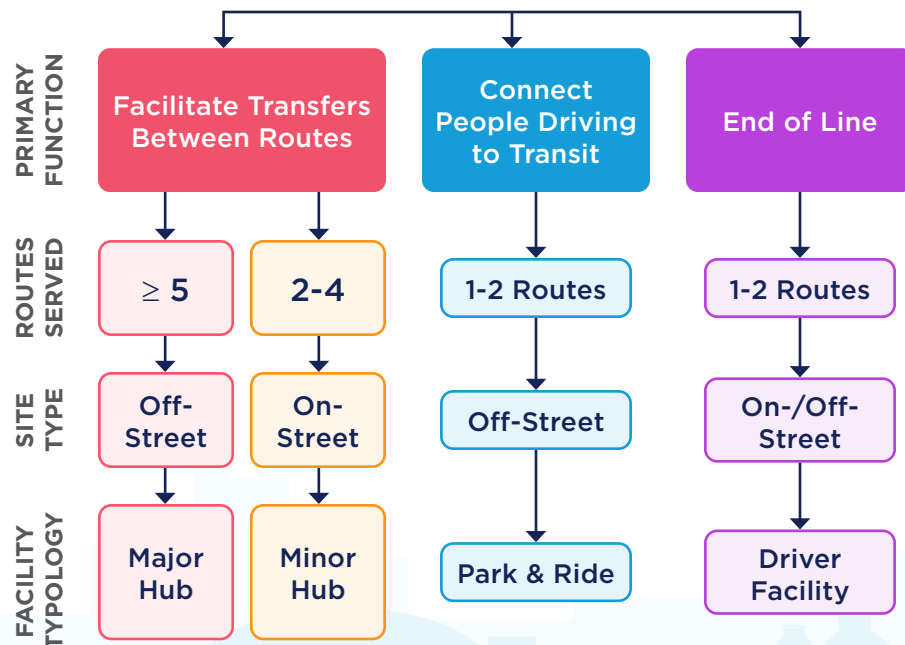 PRIMARY
FUNCTION
Facilitate Transfers
Between Routes
Connect
People Driving
to Transit
End of Line
ROUTES
SERVED
≥ 5
2-4
1-2 Routes
1-2 Routes
SITE
TYPE
Off-
Street
On-
Street
Off-Street
On-/Off-
Street
FACILITY
TYPOLOGY
Major
Hub
Minor
Hub
Park & Ride
Driver
Facility